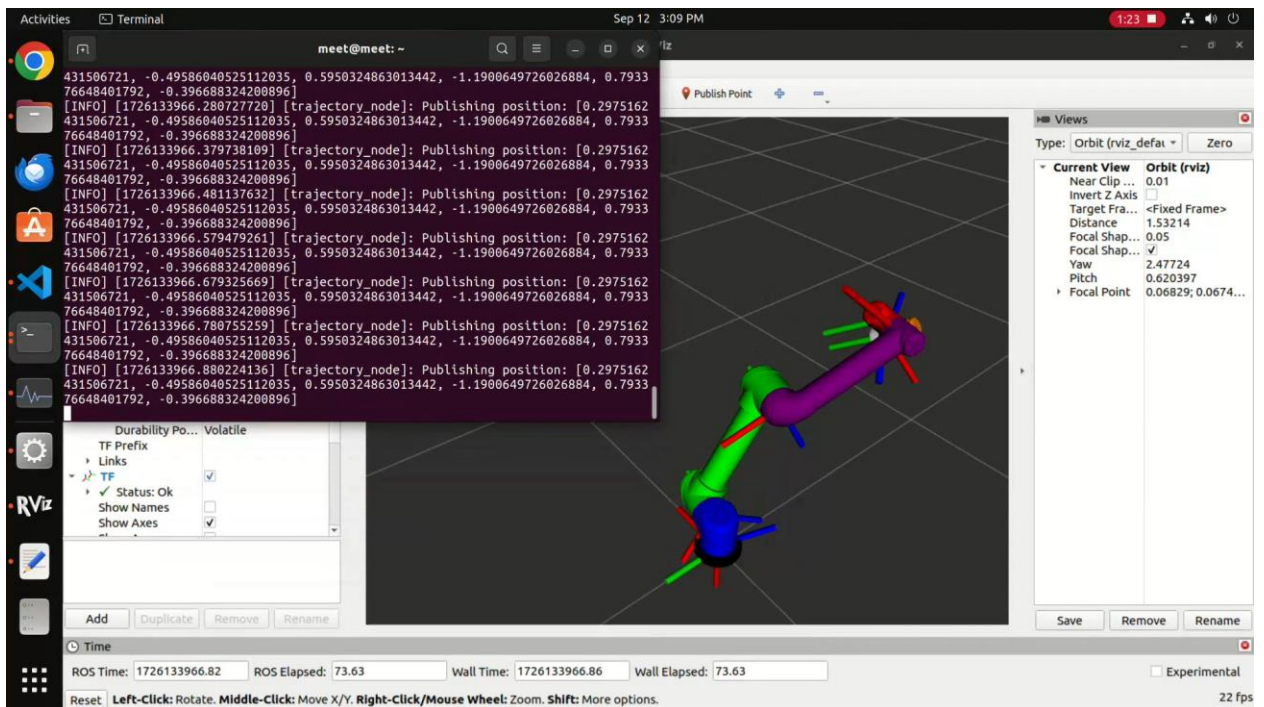 Activities
Terminal
Sep 12 3:09 PM
1:23
meet@meet: ~
431506721, -0.49586040525112035, 0.5950324863013442, -1.1900649726026884, 0.7933
76648401792, -0.3966883242008​96]
[INFO] [1726133966.280727720] [trajectory_node]: Publishing position: [0.2975162
431506721, -0.49586040525112035, 0.5950324863013442, -1.1900649726026884, 0.7933
76648401792, -0.396688324200896]
[INFO] [1726133966.379738109] [trajectory_node]: Publishing position: [0.2975162
431506721, -0.49586040525112035, 0.5950324863013442, -1.1900649726026884, 0.7933
76648401792, -0.396688324200896]
[INFO] [1726133966.481137632] [trajectory_node]: Publishing position: [0.2975162
431506721, -0.49586040525112035, 0.5950324863013442, -1.1900649726026884, 0.7933
76648401792, -0.396688324200896]
[INFO] [1726133966.579479261] [trajectory_node]: Publishing position: [0.2975162
431506721, -0.49586040525112035, 0.5950324863013442, -1.1900649726026884, 0.7933
76648401792, -0.396688324200896]
[INFO] [1726133966.679325669] [trajectory_node]: Publishing position: [0.2975162
431506721, -0.49586040525112035, 0.5950324863013442, -1.1900649726026884, 0.7933
76648401792, -0.396688324200896]
[INFO] [1726133966.780755259] [trajectory_node]: Publishing position: [0.2975162
431506721, -0.49586040525112035, 0.5950324863013442, -1.1900649726026884, 0.7933
76648401792, -0.396688324200896]
[INFO] [1726133966.880224136] [trajectory_node]: Publishing position: [0.2975162
431506721, -0.49586040525112035, 0.5950324863013442, -1.1900649726026884, 0.7933
76648401792, -0.396688324200896]
Publish Point
Views
Type: Orbit (rviz_defau Zero
Current View Orbit (rviz)
Near Clip ... 0.01
Invert Z Axis
Target Fra... <Fixed Frame>
Distance 1.53214
Focal Shap... 0.05
Focal Shap... ✓
Yaw 2.47724
Pitch 0.620397
Focal Point 0.06829; 0.0674...
Durability Po... Volatile
TF Prefix
Links
TF
✓ Status: Ok
Show Names
Show Axes
RViz
Add Duplicate Remove Rename
Save Remove Rename
Time
ROS Time: 1726133966.82 ROS Elapsed: 73.63 Wall Time: 1726133966.86 Wall Elapsed: 73.63 Experimental
Reset Left-Click: Rotate. Middle-Click: Move X/Y. Right-Click/Mouse Wheel: Zoom. Shift: More options. 22 fps